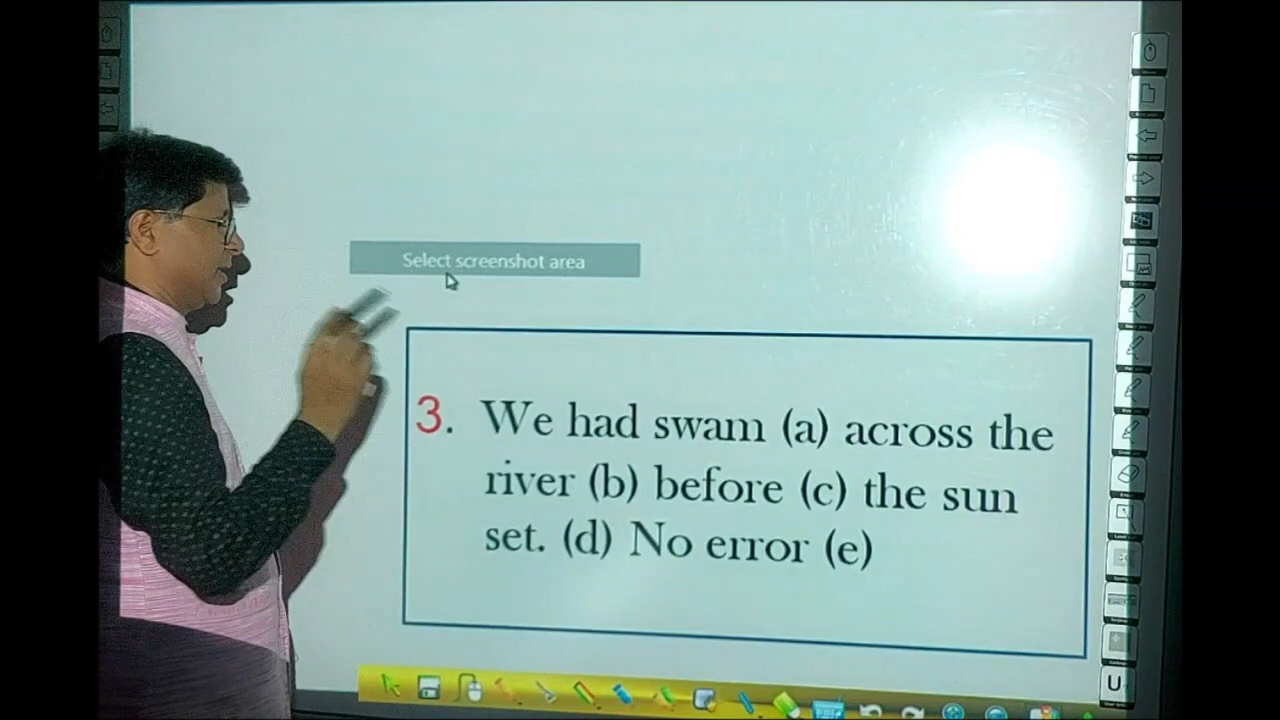 Select screenshot area
3. We had swam (a) across the
river (b) before (c) the sun
set. (d) No error (e)
U